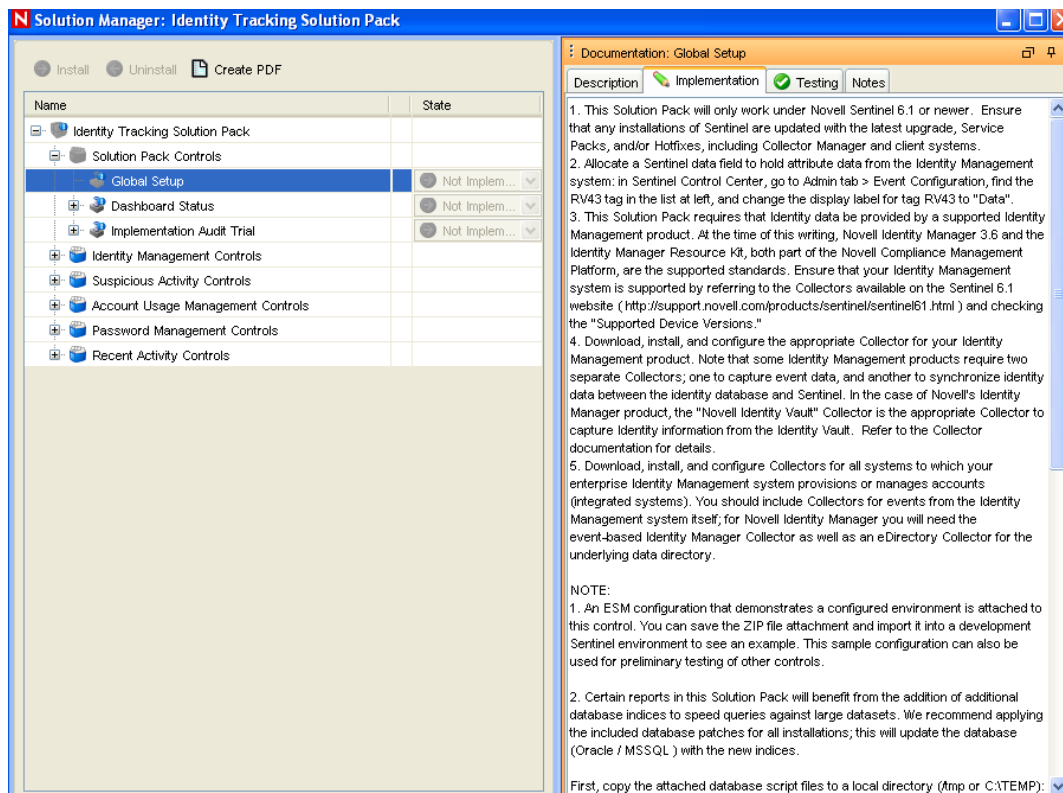 Solution Manager: Identity Tracking Solution Pack
Install Uninstall Create PDF
Name State
Identity Tracking Solution Pack
Solution Pack Controls
Global Setup Not Implem...
Dashboard Status Not Implem...
Implementation Audit Trial Not Implem...
Identity Management Controls
Suspicious Activity Controls
Account Usage Management Controls
Password Management Controls
Recent Activity Controls
Documentation: Global Setup
Description Implementation Testing Notes
1. This Solution Pack will only work under Novell Sentinel 6.1 or newer. Ensure
that any installations of Sentinel are updated with the latest upgrade, Service
Packs, and/or Hotfixes, including Collector Manager and client systems.
2. Allocate a Sentinel data field to hold attribute data from the Identity Management
system: in Sentinel Control Center, go to Admin tab > Event Configuration, find the
RV43 tag in the list at left, and change the display label for tag RV43 to "Data".
3. This Solution Pack requires that Identity data be provided by a supported Identity
Management product. At the time of this writing, Novell Identity Manager 3.6 and the
Identity Manager Resource Kit, both part of the Novell Compliance Management
Platform, are the supported standards. Ensure that your Identity Management
system is supported by referring to the Collectors available on the Sentinel 6.1
website ( http://support.novell.com/products/sentinel/sentinel61.html ) and checking
the "Supported Device Versions."
4. Download, install, and configure the appropriate Collector for your Identity
Management product. Note that some Identity Management products require two
separate Collectors; one to capture event data, and another to synchronize identity
data between the identity database and Sentinel. In the case of Novell's Identity
Manager product, the "Novell Identity Vault" Collector is the appropriate Collector to
capture Identity information from the Identity Vault. Refer to the Collector
documentation for details.
5. Download, install, and configure Collectors for all systems to which your
enterprise Identity Management system provisions or manages accounts
(integrated systems). You should include Collectors for events from the Identity
Management system itself; for Novell Identity Manager you will need the
event-based Identity Manager Collector as well as an eDirectory Collector for the
underlying data directory.
NOTE:
1. An ESM configuration that demonstrates a configured environment is attached to
this control. You can save the ZIP file attachment and import it into a development
Sentinel environment to see an example. This sample configuration can also be
used for preliminary testing of other controls.
2. Certain reports in this Solution Pack will benefit from the addition of additional
database indices to speed queries against large datasets. We recommend applying
the included database patches for all installations; this will update the database
(Oracle / MSSQL ) with the new indices.
First, copy the attached database script files to a local directory (/tmp or C:\TEMP):